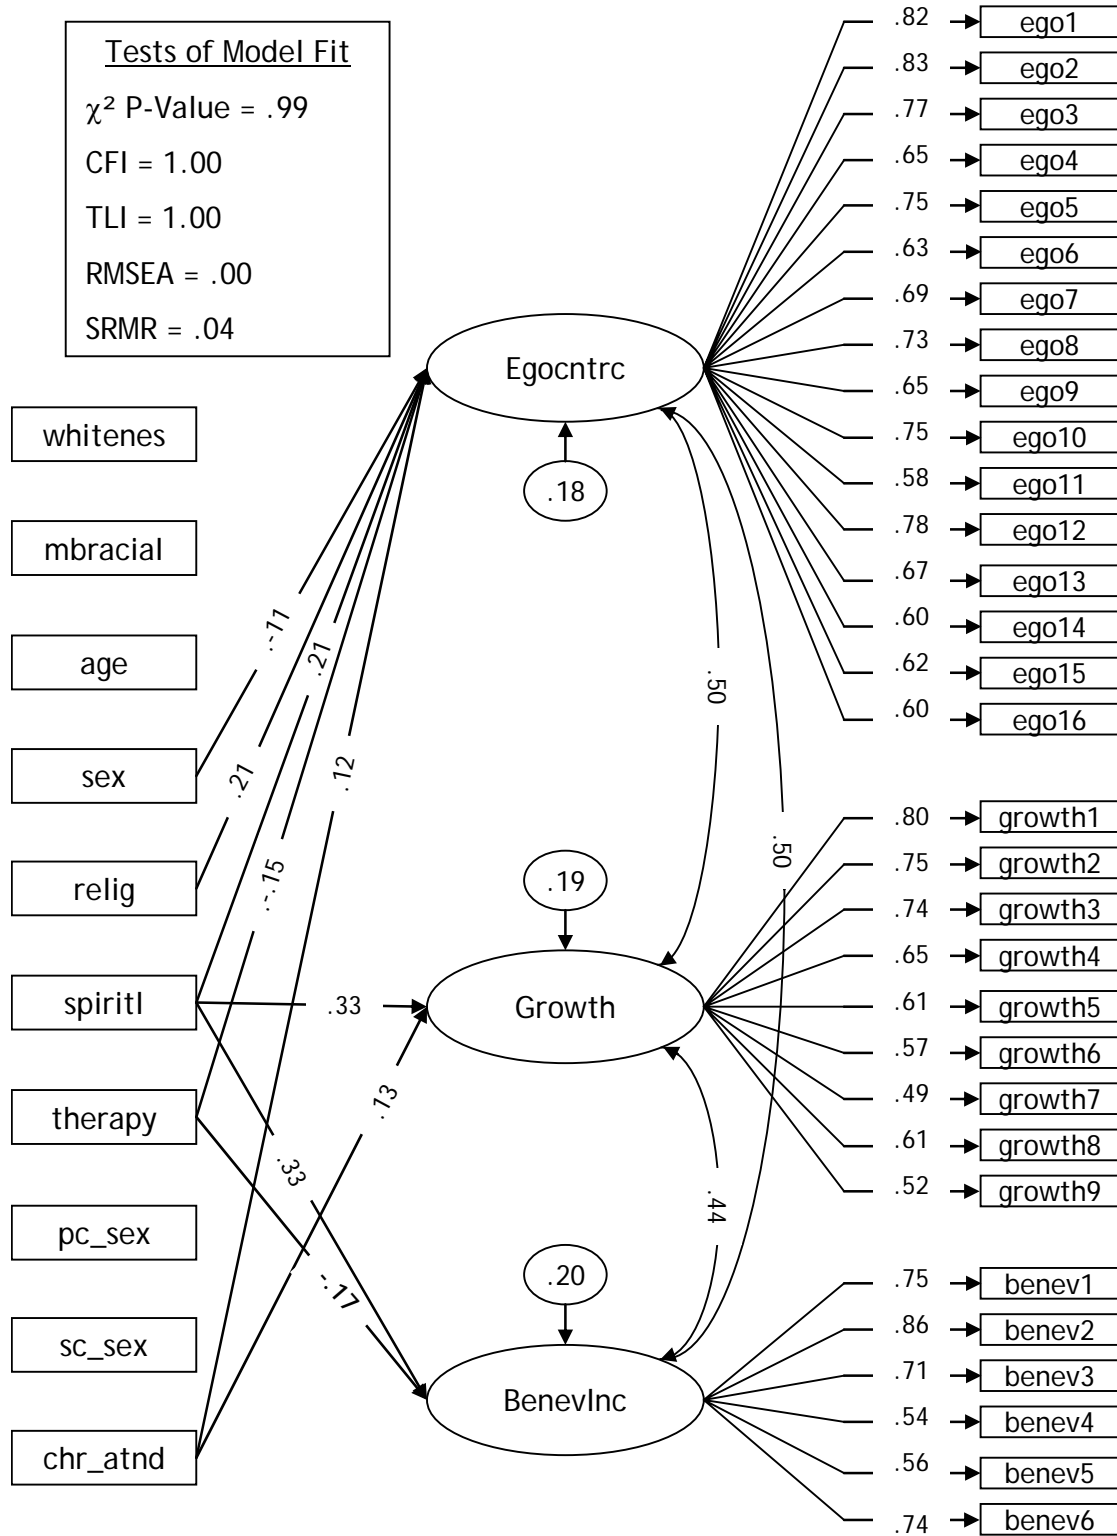 Tests of Model Fit
χ² P-Value = .99
CFI = 1.00
TLI = 1.00
RMSEA = .00
SRMR = .04
whitenes
mbracial
age
sex
relig
spiritl
therapy
pc_sex
sc_sex
chr_atnd
.-11
.21
.21
.-.15
.12
.33
.13
.33
-.17
Egocntrc
.18
.19
Growth
.20
BenevInc
.50
.50
.44
.82 ego1
.83 ego2
.77 ego3
.65 ego4
.75 ego5
.63 ego6
.69 ego7
.73 ego8
.65 ego9
.75 ego10
.58 ego11
.78 ego12
.67 ego13
.60 ego14
.62 ego15
.60 ego16
.80 growth1
.75 growth2
.74 growth3
.65 growth4
.61 growth5
.57 growth6
.49 growth7
.61 growth8
.52 growth9
.75 benev1
.86 benev2
.71 benev3
.54 benev4
.56 benev5
.74 benev6